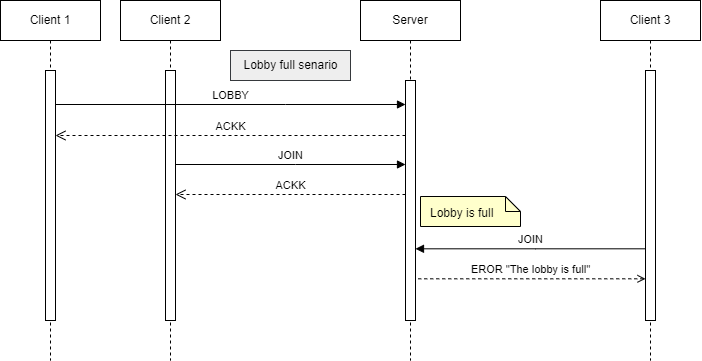 Client 1
Client 2
Server
Client 3
Lobby full senario
LOBBY
ACKK
JOIN
ACKK
Lobby is full
JOIN
EROR "The lobby is full"